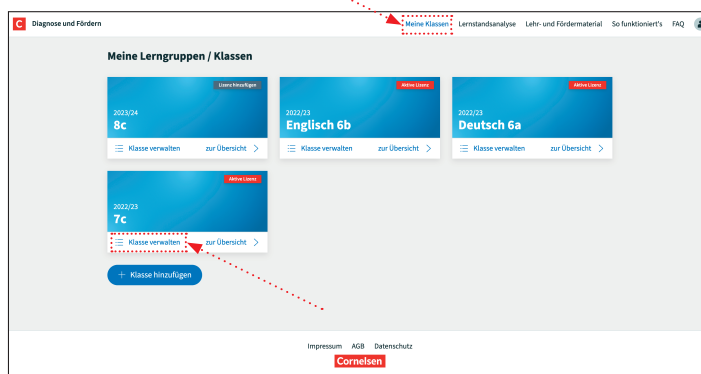 C Diagnose und Fördern Meine Klassen Lernstandsanalyse Lehr- und Fördermaterial So funktioniert's FAQ
Meine Lerngruppen / Klassen
Lizenz hinzufügen
2023/24
8c
Klasse verwalten zur Übersicht
Aktive Lizenz
2022/23
Englisch 6b
Klasse verwalten zur Übersicht
Aktive Lizenz
2022/23
Deutsch 6a
Klasse verwalten zur Übersicht
Aktive Lizenz
2022/23
7c
Klasse verwalten zur Übersicht
+ Klasse hinzufügen
Impressum AGB Datenschutz
Cornelsen